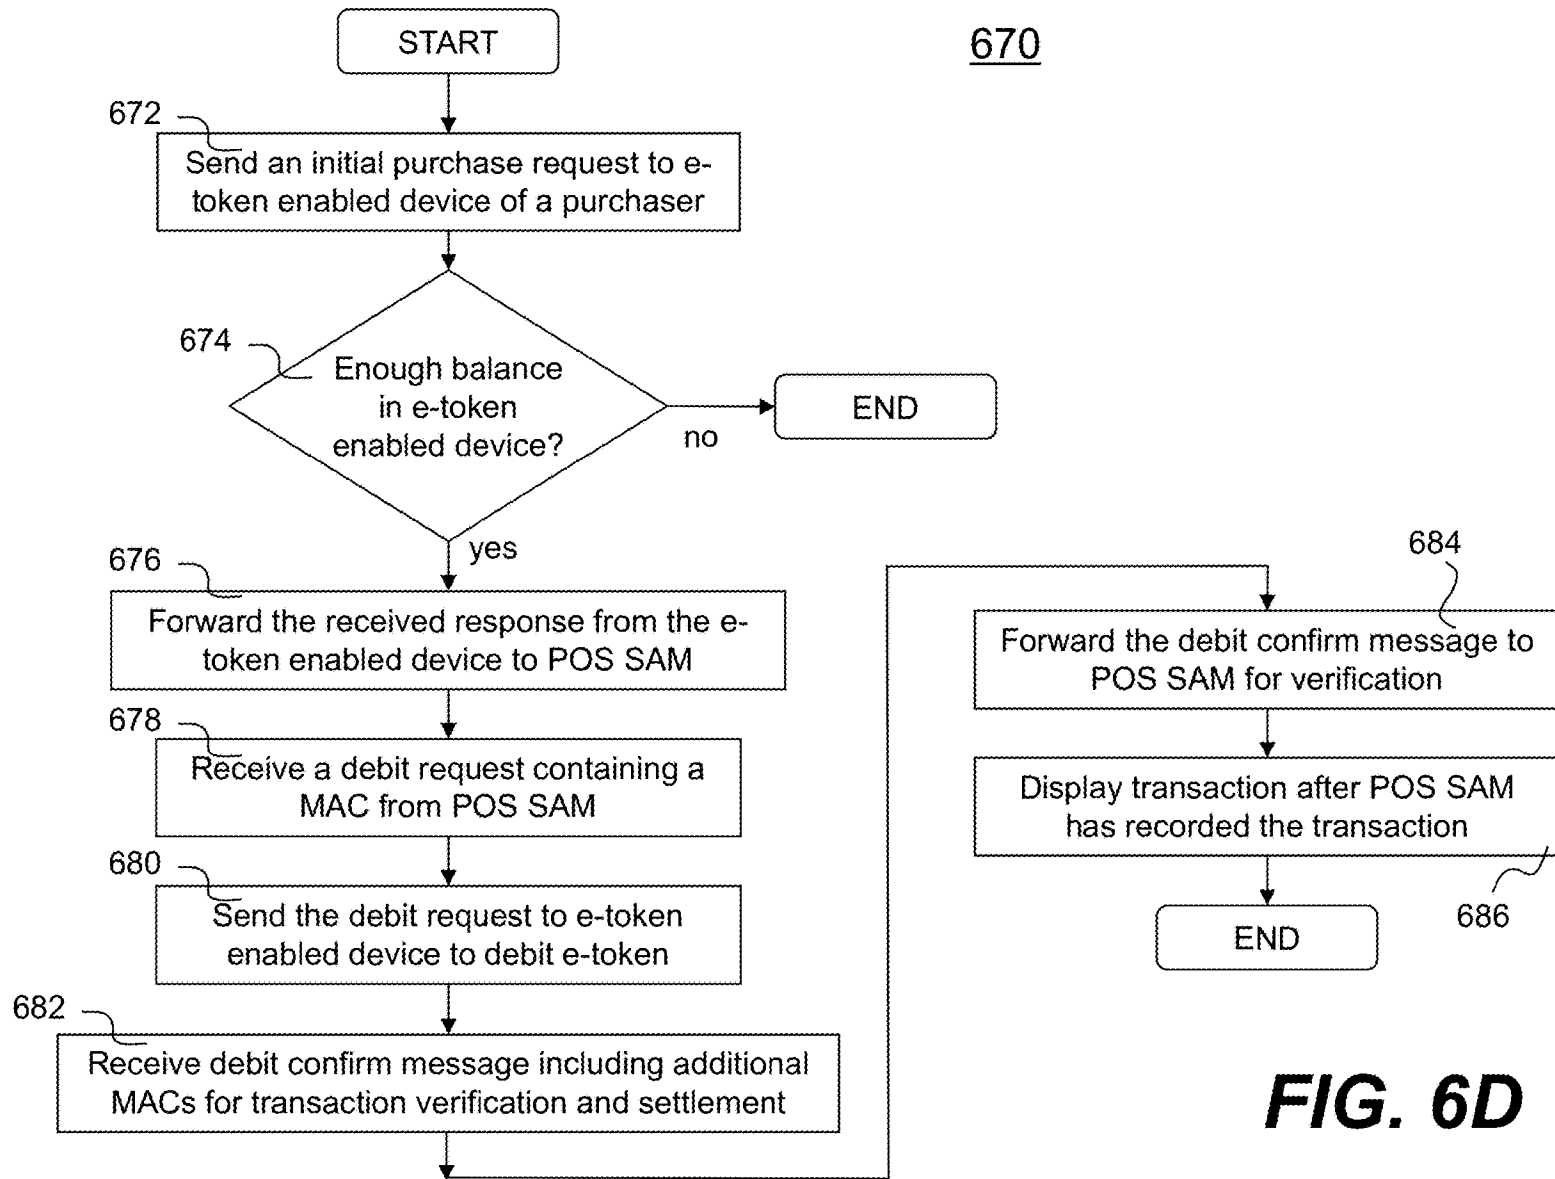 START
670
672
Send an initial purchase request to e-
token enabled device of a purchaser
674
Enough balance
in e-token
enabled device?
no
END
yes
676
Forward the received response from the e-
token enabled device to POS SAM
678
Receive a debit request containing a
MAC from POS SAM
680
Send the debit request to e-token
enabled device to debit e-token
682
Receive debit confirm message including additional
MACs for transaction verification and settlement
684
Forward the debit confirm message to
POS SAM for verification
Display transaction after POS SAM
has recorded the transaction
686
END
FIG. 6D